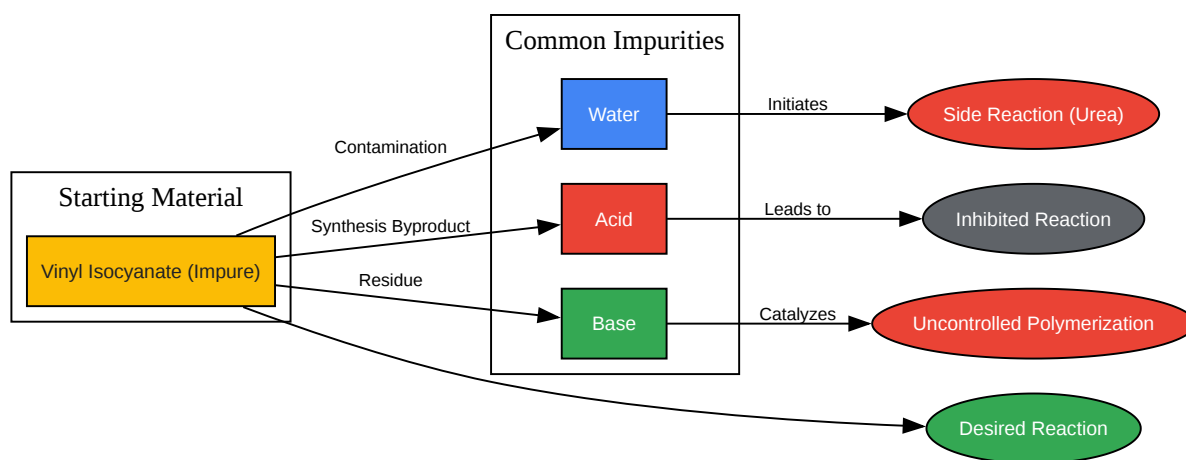 Common Impurities
Water
Initiates
Side Reaction (Urea)
Contamination
Starting Material
Synthesis Byproduct
Acid
Leads to
Inhibited Reaction
Vinyl Isocyanate (Impure)
Residue
Base
Catalyzes
Uncontrolled Polymerization
Desired Reaction